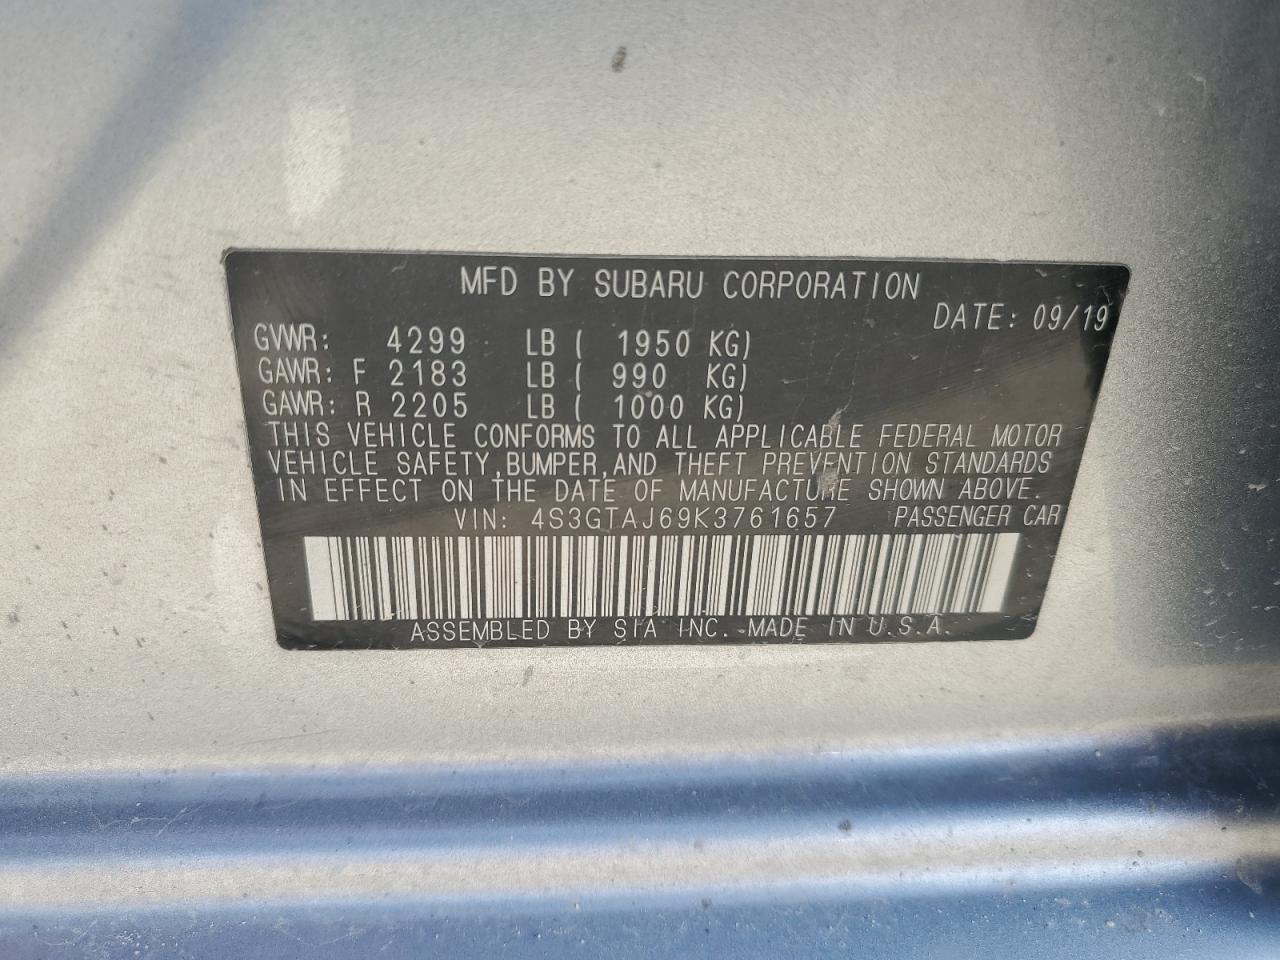 MFD BY SUBARU CORPORATION
DATE: 09/19
GVWR: 4299 LB ( 1950 KG)
GAWR: F 2183 LB ( 990 KG)
GAWR: R 2205 LB ( 1000 KG)
THIS VEHICLE CONFORMS TO ALL APPLICABLE FEDERAL MOTOR
VEHICLE SAFETY, BUMPER, AND THEFT PREVENTION STANDARDS
IN EFFECT ON THE DATE OF MANUFACTURE SHOWN ABOVE.
VIN: 4S3GTAJ69K3761657 PASSENGER CAR
ASSEMBLED BY SIA INC. MADE IN U.S.A.